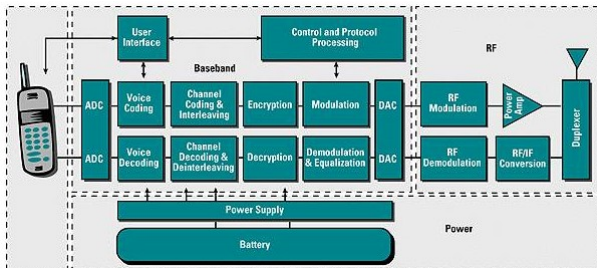 User
Interface
Control and Protocol
Processing
RF
Baseband
ADC
Voice
Coding
Channel
Coding &
Interleaving
Encryption
Modulation
DAC
RF
Modulation
Power
Amp
Duplexer
ADC
Voice
Decoding
Channel
Decoding &
Deinterleaving
Decryption
Demodulation
& Equalization
DAC
RF
Demodulation
RF/IF
Conversion
Power Supply
Power
Battery